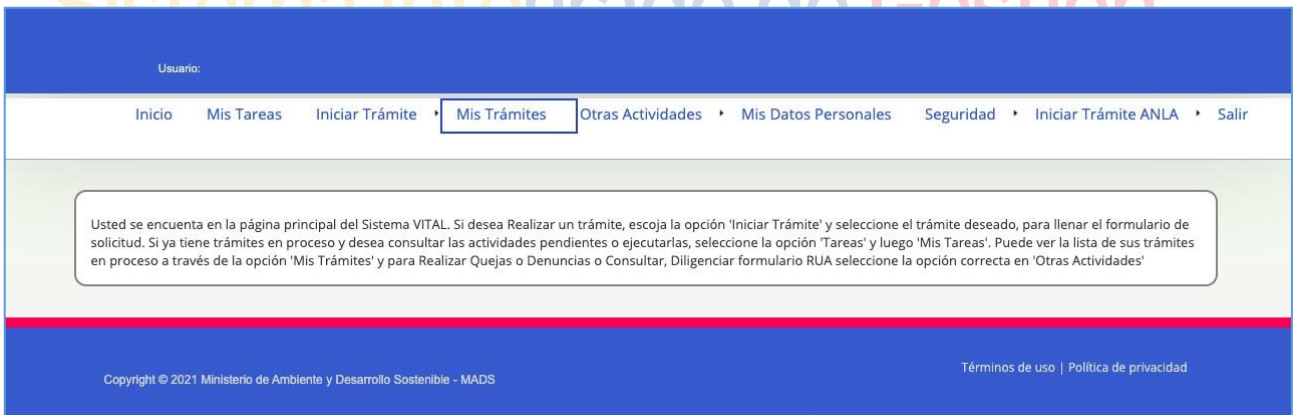 Sistema Integrado de Gestión
Usuario:
Inicio Mis Tareas Iniciar Trámite Mis Trámites Otras Actividades Mis Datos Personales Seguridad Iniciar Trámite ANLA Salir
Usted se encuenta en la página principal del Sistema VITAL. Si desea Realizar un trámite, escoja la opción 'Iniciar Trámite' y seleccione el trámite deseado, para llenar el formulario de
solicitud. Si ya tiene trámites en proceso y desea consultar las actividades pendientes o ejecutarlas, seleccione la opción 'Tareas' y luego 'Mis Tareas'. Puede ver la lista de sus trámites
en proceso a través de la opción 'Mis Trámites' y para Realizar Quejas o Denuncias o Consultar, Diligenciar formulario RUA seleccione la opción correcta en 'Otras Actividades'
Copyright © 2021 Ministerio de Ambiente y Desarrollo Sostenible - MADS
Términos de uso | Política de privacidad